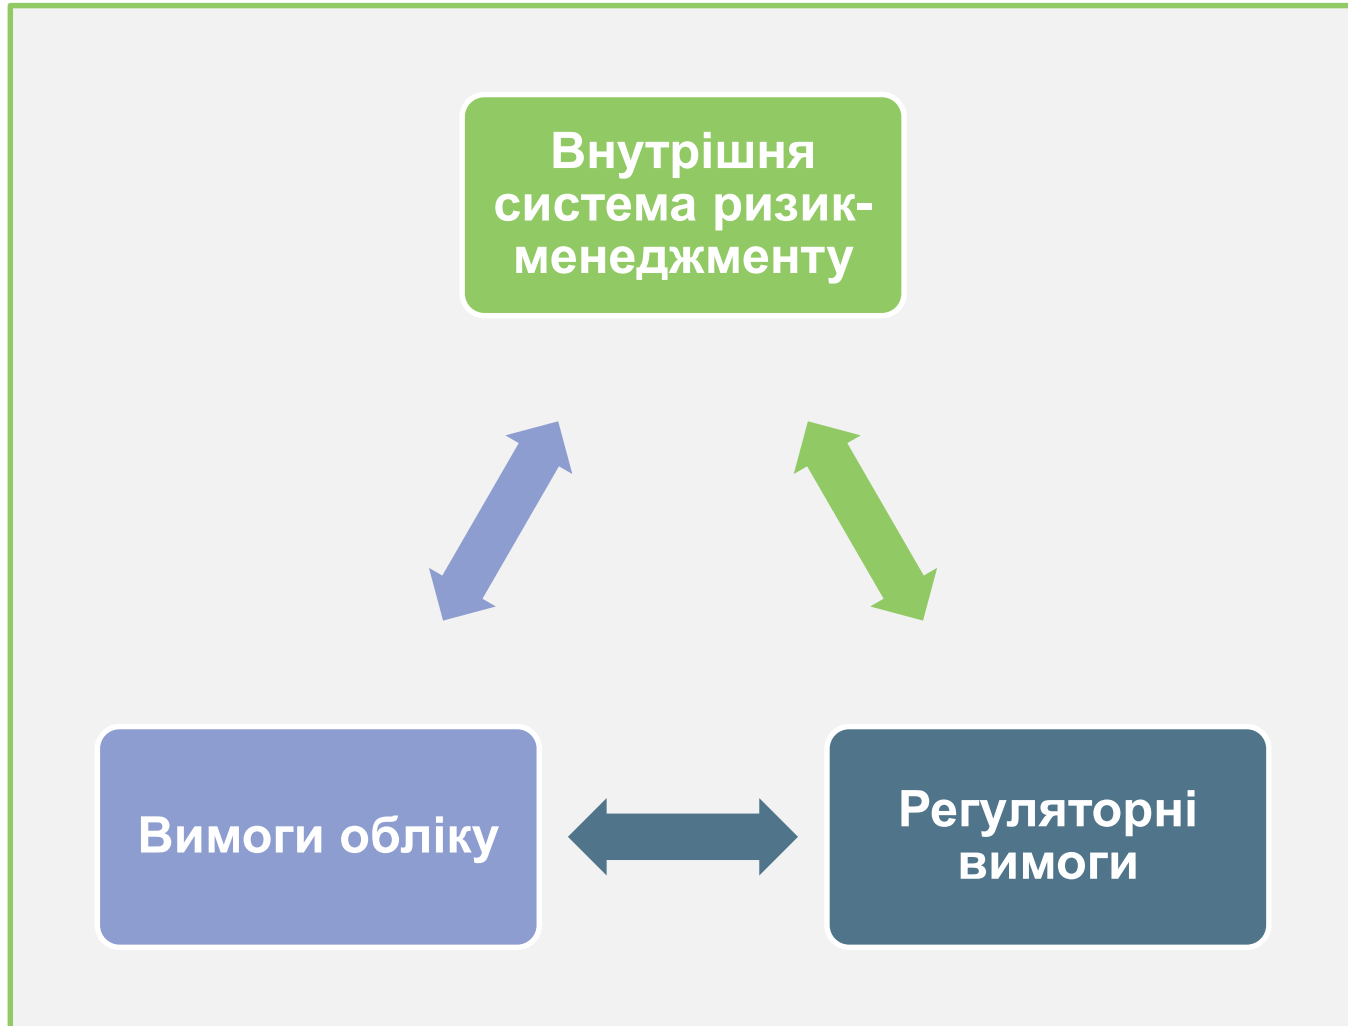 Внутрішня
система ризик-
менеджменту
Вимоги обліку
Регуляторні
вимоги